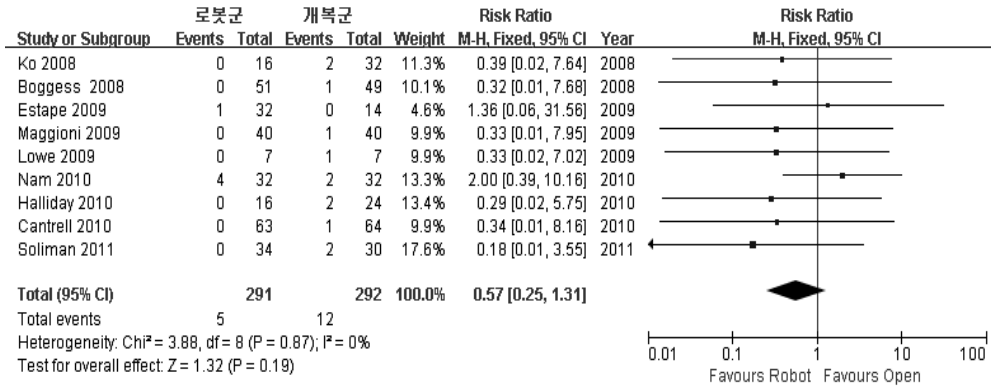 로봇군 개복군 Risk Ratio Risk Ratio
Study or Subgroup Events Total Events Total Weight M-H, Fixed, 95% CI Year M-H, Fixed, 95% CI
Ko 2008 0 16 2 32 11.3% 0.39 [0.02, 7.64] 2008
Boggess 2008 0 51 1 49 10.1% 0.32 [0.01, 7.68] 2008
Estape 2009 1 32 0 14 4.6% 1.36 [0.06, 31.56] 2009
Maggioni 2009 0 40 1 40 9.9% 0.33 [0.01, 7.95] 2009
Lowe 2009 0 7 1 7 9.9% 0.33 [0.02, 7.02] 2009
Nam 2010 4 32 2 32 13.3% 2.00 [0.39, 10.16] 2010
Halliday 2010 0 16 2 24 13.4% 0.29 [0.02, 5.75] 2010
Cantrell 2010 0 63 1 64 9.9% 0.34 [0.01, 8.16] 2010
Soliman 2011 0 34 2 30 17.6% 0.18 [0.01, 3.55] 2011
Total (95% CI) 291 292 100.0% 0.57 [0.25, 1.31]
Total events 5 12
Heterogeneity: Chi² = 3.88, df = 8 (P = 0.87); I² = 0%
Test for overall effect: Z = 1.32 (P = 0.19)
0.01 0.1 1 10 100
Favours Robot Favours Open